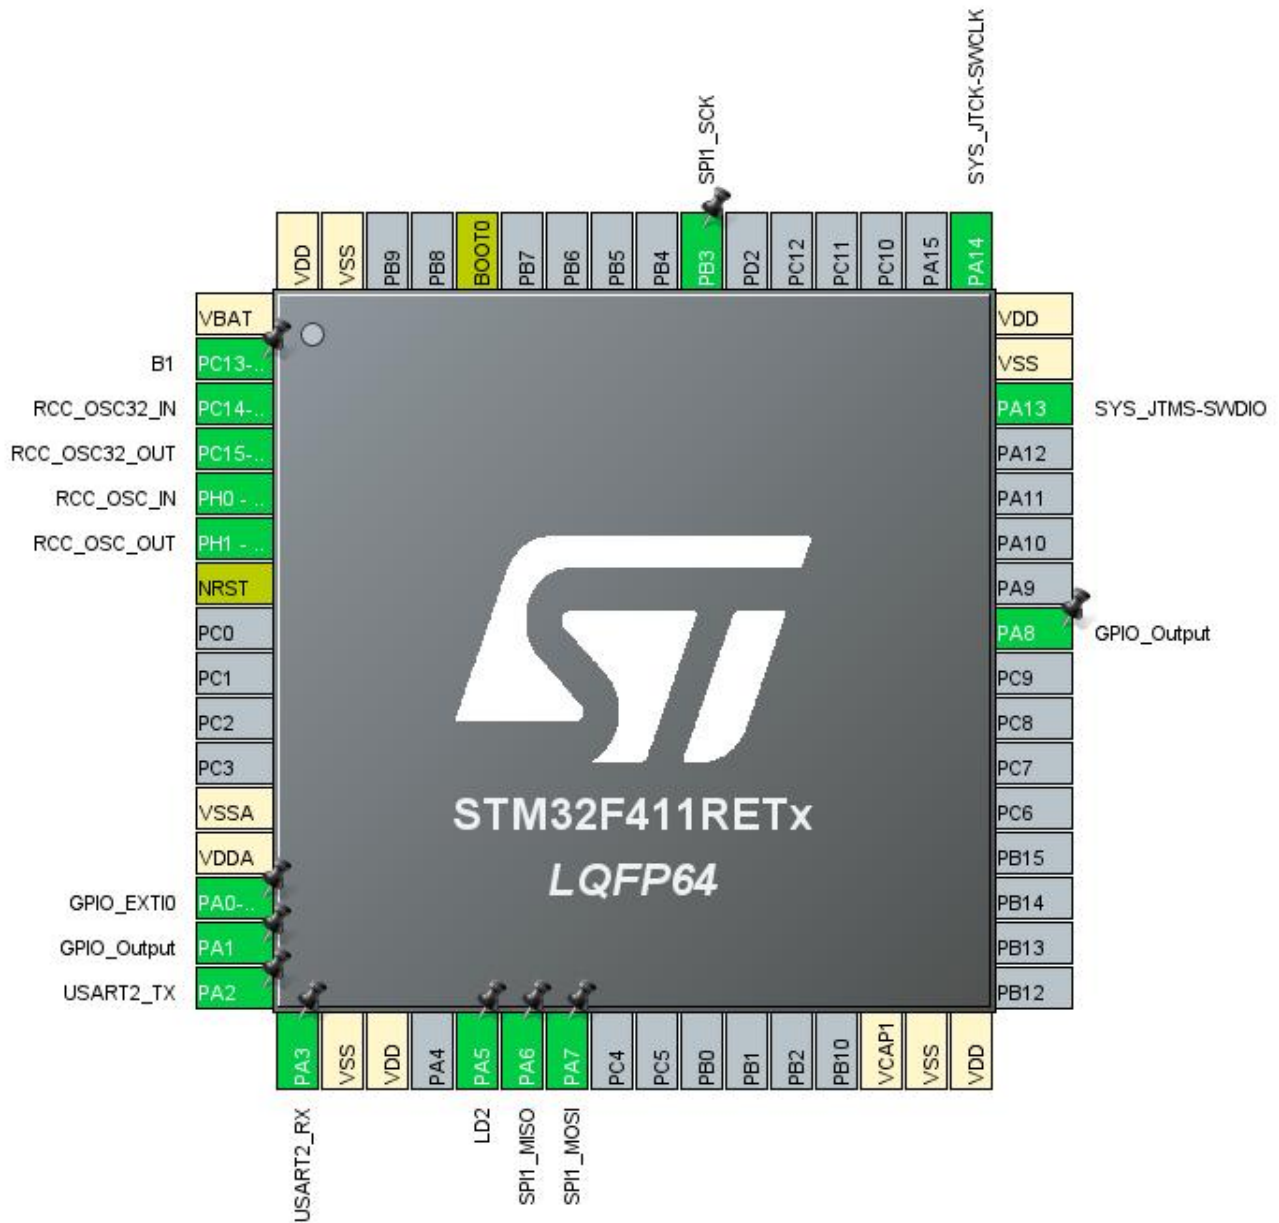 SPI1_SCK
SYS_JTCK-SWCLK
VDD
VSS
PB9
PB8
BOOT0
PB7
PB6
PB5
PB4
PB3
PD2
PC12
PC11
PC10
PA15
PA14
VBAT
B1 PC13-..
RCC_OSC32_IN PC14-..
RCC_OSC32_OUT PC15-..
RCC_OSC_IN PH0 - ..
RCC_OSC_OUT PH1 - ..
NRST
PC0
PC1
PC2
PC3
VSSA
VDDA
GPIO_EXTI0 PA0-..
GPIO_Output PA1
USART2_TX PA2
ST
STM32F411RETx
LQFP64
VDD
VSS
PA13 SYS_JTMS-SWDIO
PA12
PA11
PA10
PA9
PA8 GPIO_Output
PC9
PC8
PC7
PC6
PB15
PB14
PB13
PB12
PA3
VSS
VDD
PA4
PA5
PA6
PA7
PC4
PC5
PB0
PB1
PB2
PB10
VCAP1
VSS
VDD
USART2_RX
LD2
SPI1_MISO
SPI1_MOSI